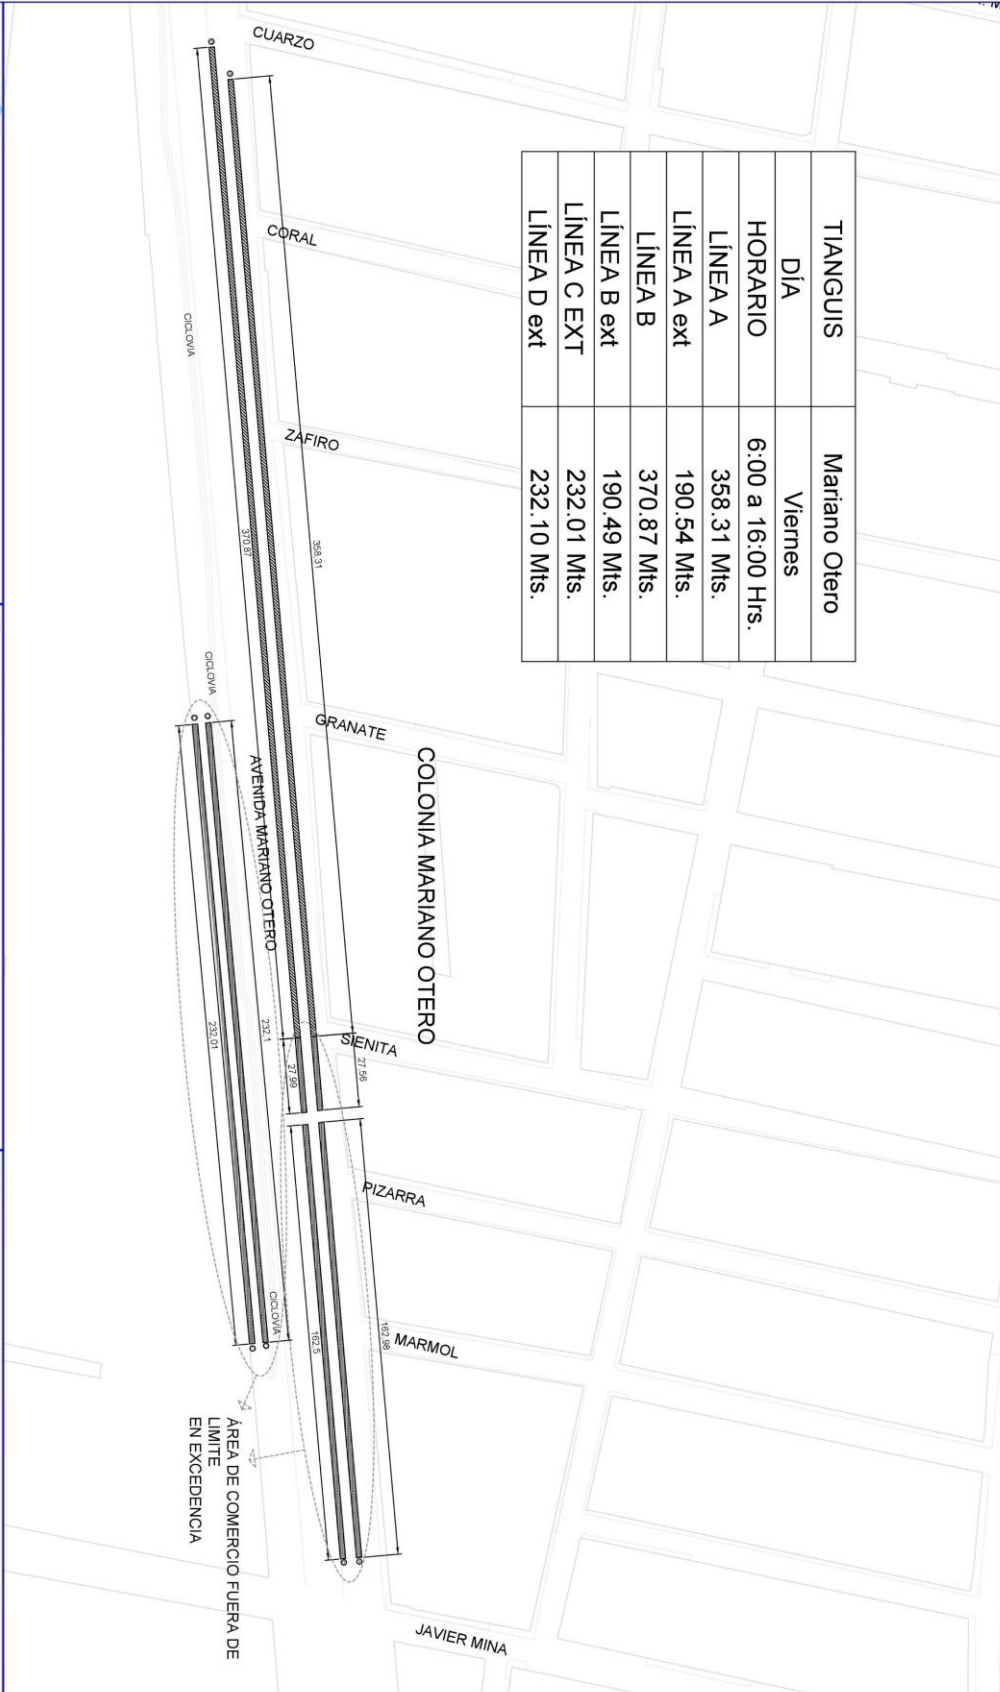 TIANGUIS Mariano Otero
DÍA Viernes
HORARIO 6:00 a 16:00 Hrs.
LÍNEA A 358.31 Mts.
LÍNEA A ext 190.54 Mts.
LÍNEA B 370.87 Mts.
LÍNEA B ext 190.49 Mts.
LÍNEA C EXT 232.01 Mts.
LÍNEA D ext 232.10 Mts.
CUARZO
CORAL
ZAFIRO
GRANATE
SIENITA
PIZARRA
MARMOL
JAVIER MINA
COLONIA MARIANO OTERO
358.31
27.56
162.98
370.87
27.99
162.5
AVENIDA MARIANO OTERO
CICLOVIA
CICLOVIA
CICLOVIA
232.1
232.01
ÁREA DE COMERCIO FUERA DE
LIMITE
EN EXCEDENCIA